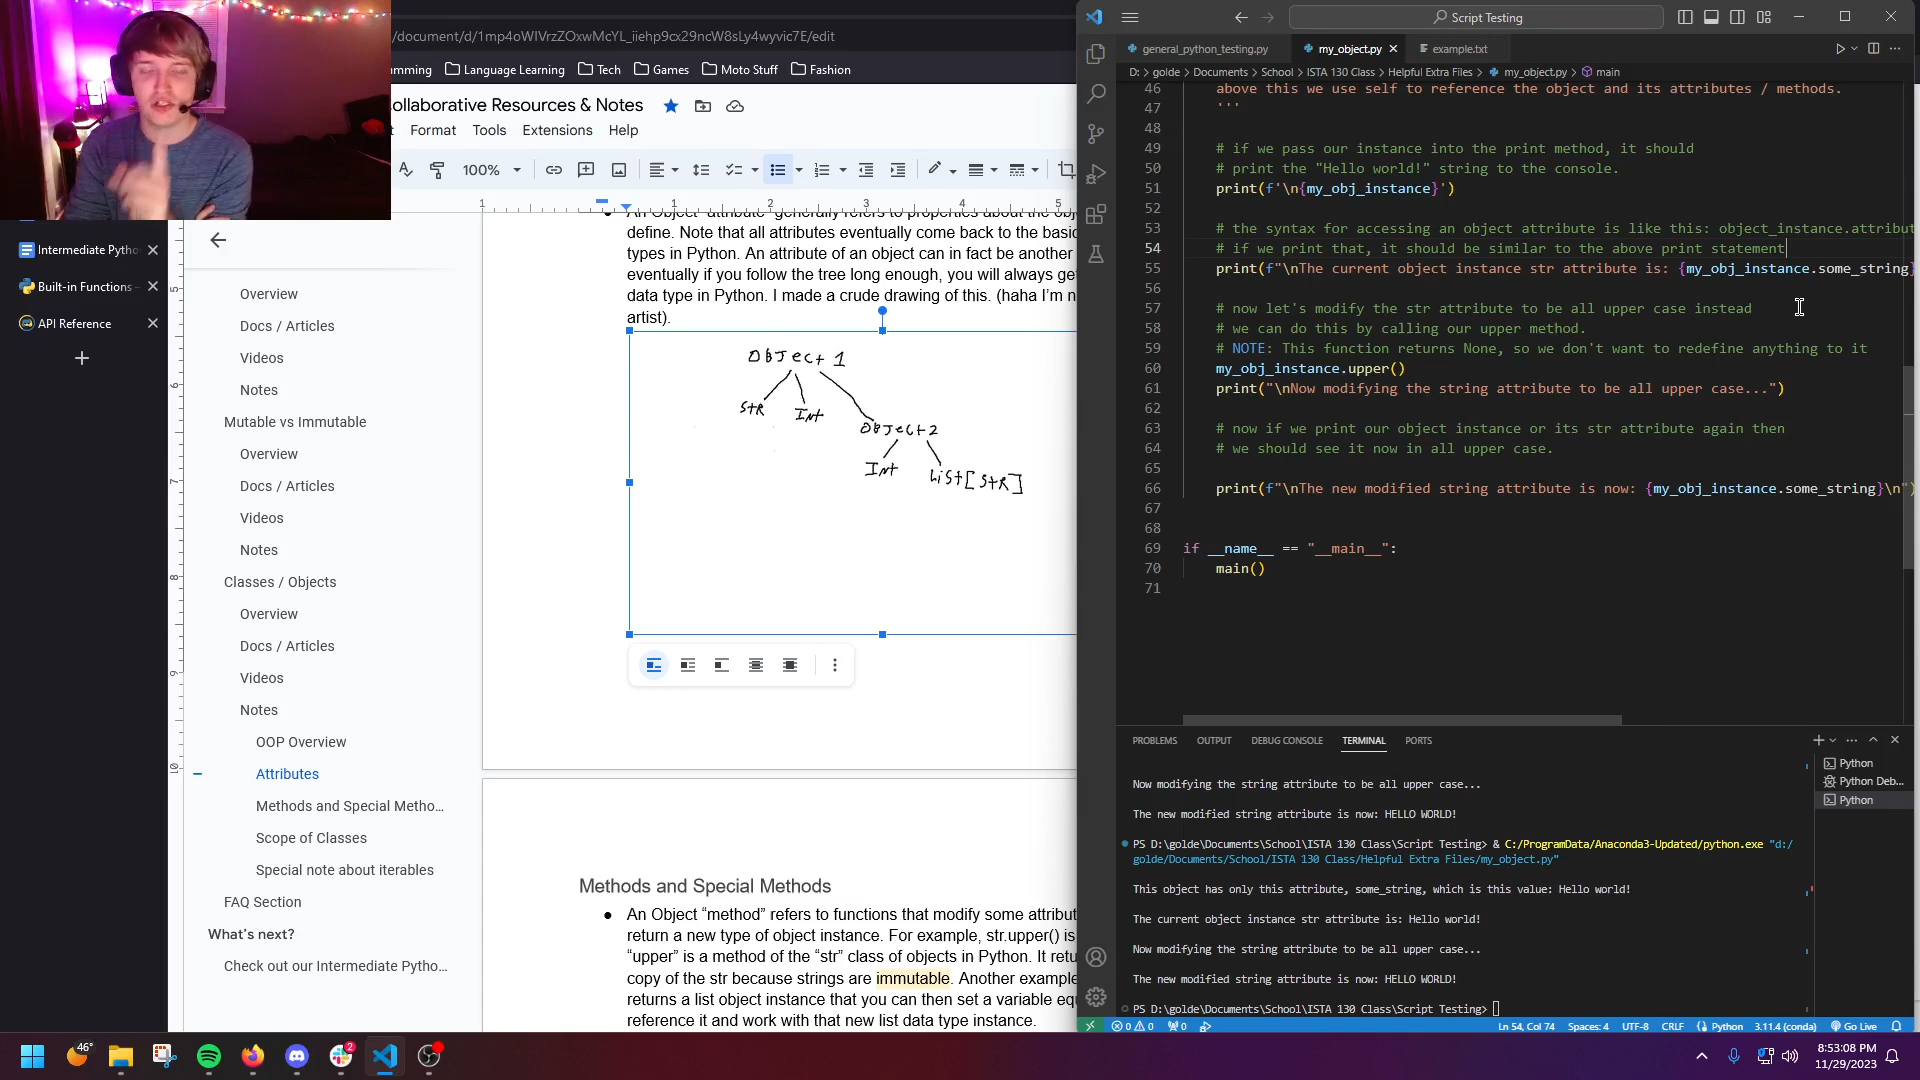 /document/d/1mp4oWIVrzZOxwMcYL_iiehp9cx29ncW8sLy4wyvic7E/edit
mming
Language Learning
Tech
Games
Moto Stuff
Fashion
ollaborative Resources & Notes
Format Tools Extensions Help
100%
1 1 2 3 4 5
Intermediate Pytho
Built-in Functions –
API Reference
Overview
Docs / Articles
Videos
Notes
Mutable vs Immutable
Overview
Docs / Articles
Videos
Notes
Classes / Objects
Overview
Docs / Articles
Videos
Notes
OOP Overview
Attributes
Methods and Special Metho...
Scope of Classes
Special note about iterables
FAQ Section
What's next?
Check out our Intermediate Pytho...
5
6
7
8
9
10
An Object "attribute" generally refers to properties about the obj
define. Note that all attributes eventually come back to the basic
types in Python. An attribute of an object can in fact be another
eventually if you follow the tree long enough, you will always ge
data type in Python. I made a crude drawing of this. (haha I'm n
artist).
OBJect 1
StR Int OBJect2
Int List[StR]
Methods and Special Methods
● An Object “method” refers to functions that modify some attribut
return a new type of object instance. For example, str.upper() is
“upper” is a method of the “str” class of objects in Python. It retu
copy of the str because strings are immutable. Another example
returns a list object instance that you can then set a variable equ
reference it and work with that new list data type instance.
Script Testing
general_python_testing.py my_object.py example.txt
D: > golde > Documents > School > ISTA 130 Class > Helpful Extra Files > my_object.py > main
46 above this we use self to reference the object and its attributes / methods.
47 '''
48
49 # if we pass our instance into the print method, it should
50 # print the "Hello world!" string to the console.
51 print(f'\n{my_obj_instance}')
52
53 # the syntax for accessing an object attribute is like this: object_instance.attribut
54 # if we print that, it should be similar to the above print statement
55 print(f"\nThe current object instance str attribute is: {my_obj_instance.some_string}
56
57 # now let's modify the str attribute to be all upper case instead
58 # we can do this by calling our upper method.
59 # NOTE: This function returns None, so we don't want to redefine anything to it
60 my_obj_instance.upper()
61 print("\nNow modifying the string attribute to be all upper case...")
62
63 # now if we print our object instance or its str attribute again then
64 # we should see it now in all upper case.
65
66 print(f"\nThe new modified string attribute is now: {my_obj_instance.some_string}\n")
67
68
69 if __name__ == "__main__":
70 main()
71
PROBLEMS OUTPUT DEBUG CONSOLE TERMINAL PORTS
Python
Python Deb...
Python
Now modifying the string attribute to be all upper case...
The new modified string attribute is now: HELLO WORLD!
PS D:\golde\Documents\School\ISTA 130 Class\Script Testing> & C:/ProgramData/Anaconda3-Updated/python.exe "d:/
golde/Documents/School/ISTA 130 Class/Helpful Extra Files/my_object.py"
This object has only this attribute, some_string, which is this value: Hello world!
The current object instance str attribute is: Hello world!
Now modifying the string attribute to be all upper case...
The new modified string attribute is now: HELLO WORLD!
PS D:\golde\Documents\School\ISTA 130 Class\Script Testing>
0 0 0 Ln 54, Col 74 Spaces: 4 UTF-8 CRLF Python 3.11.4 (conda) Go Live
46° 2 8:53:08 PM
11/29/2023